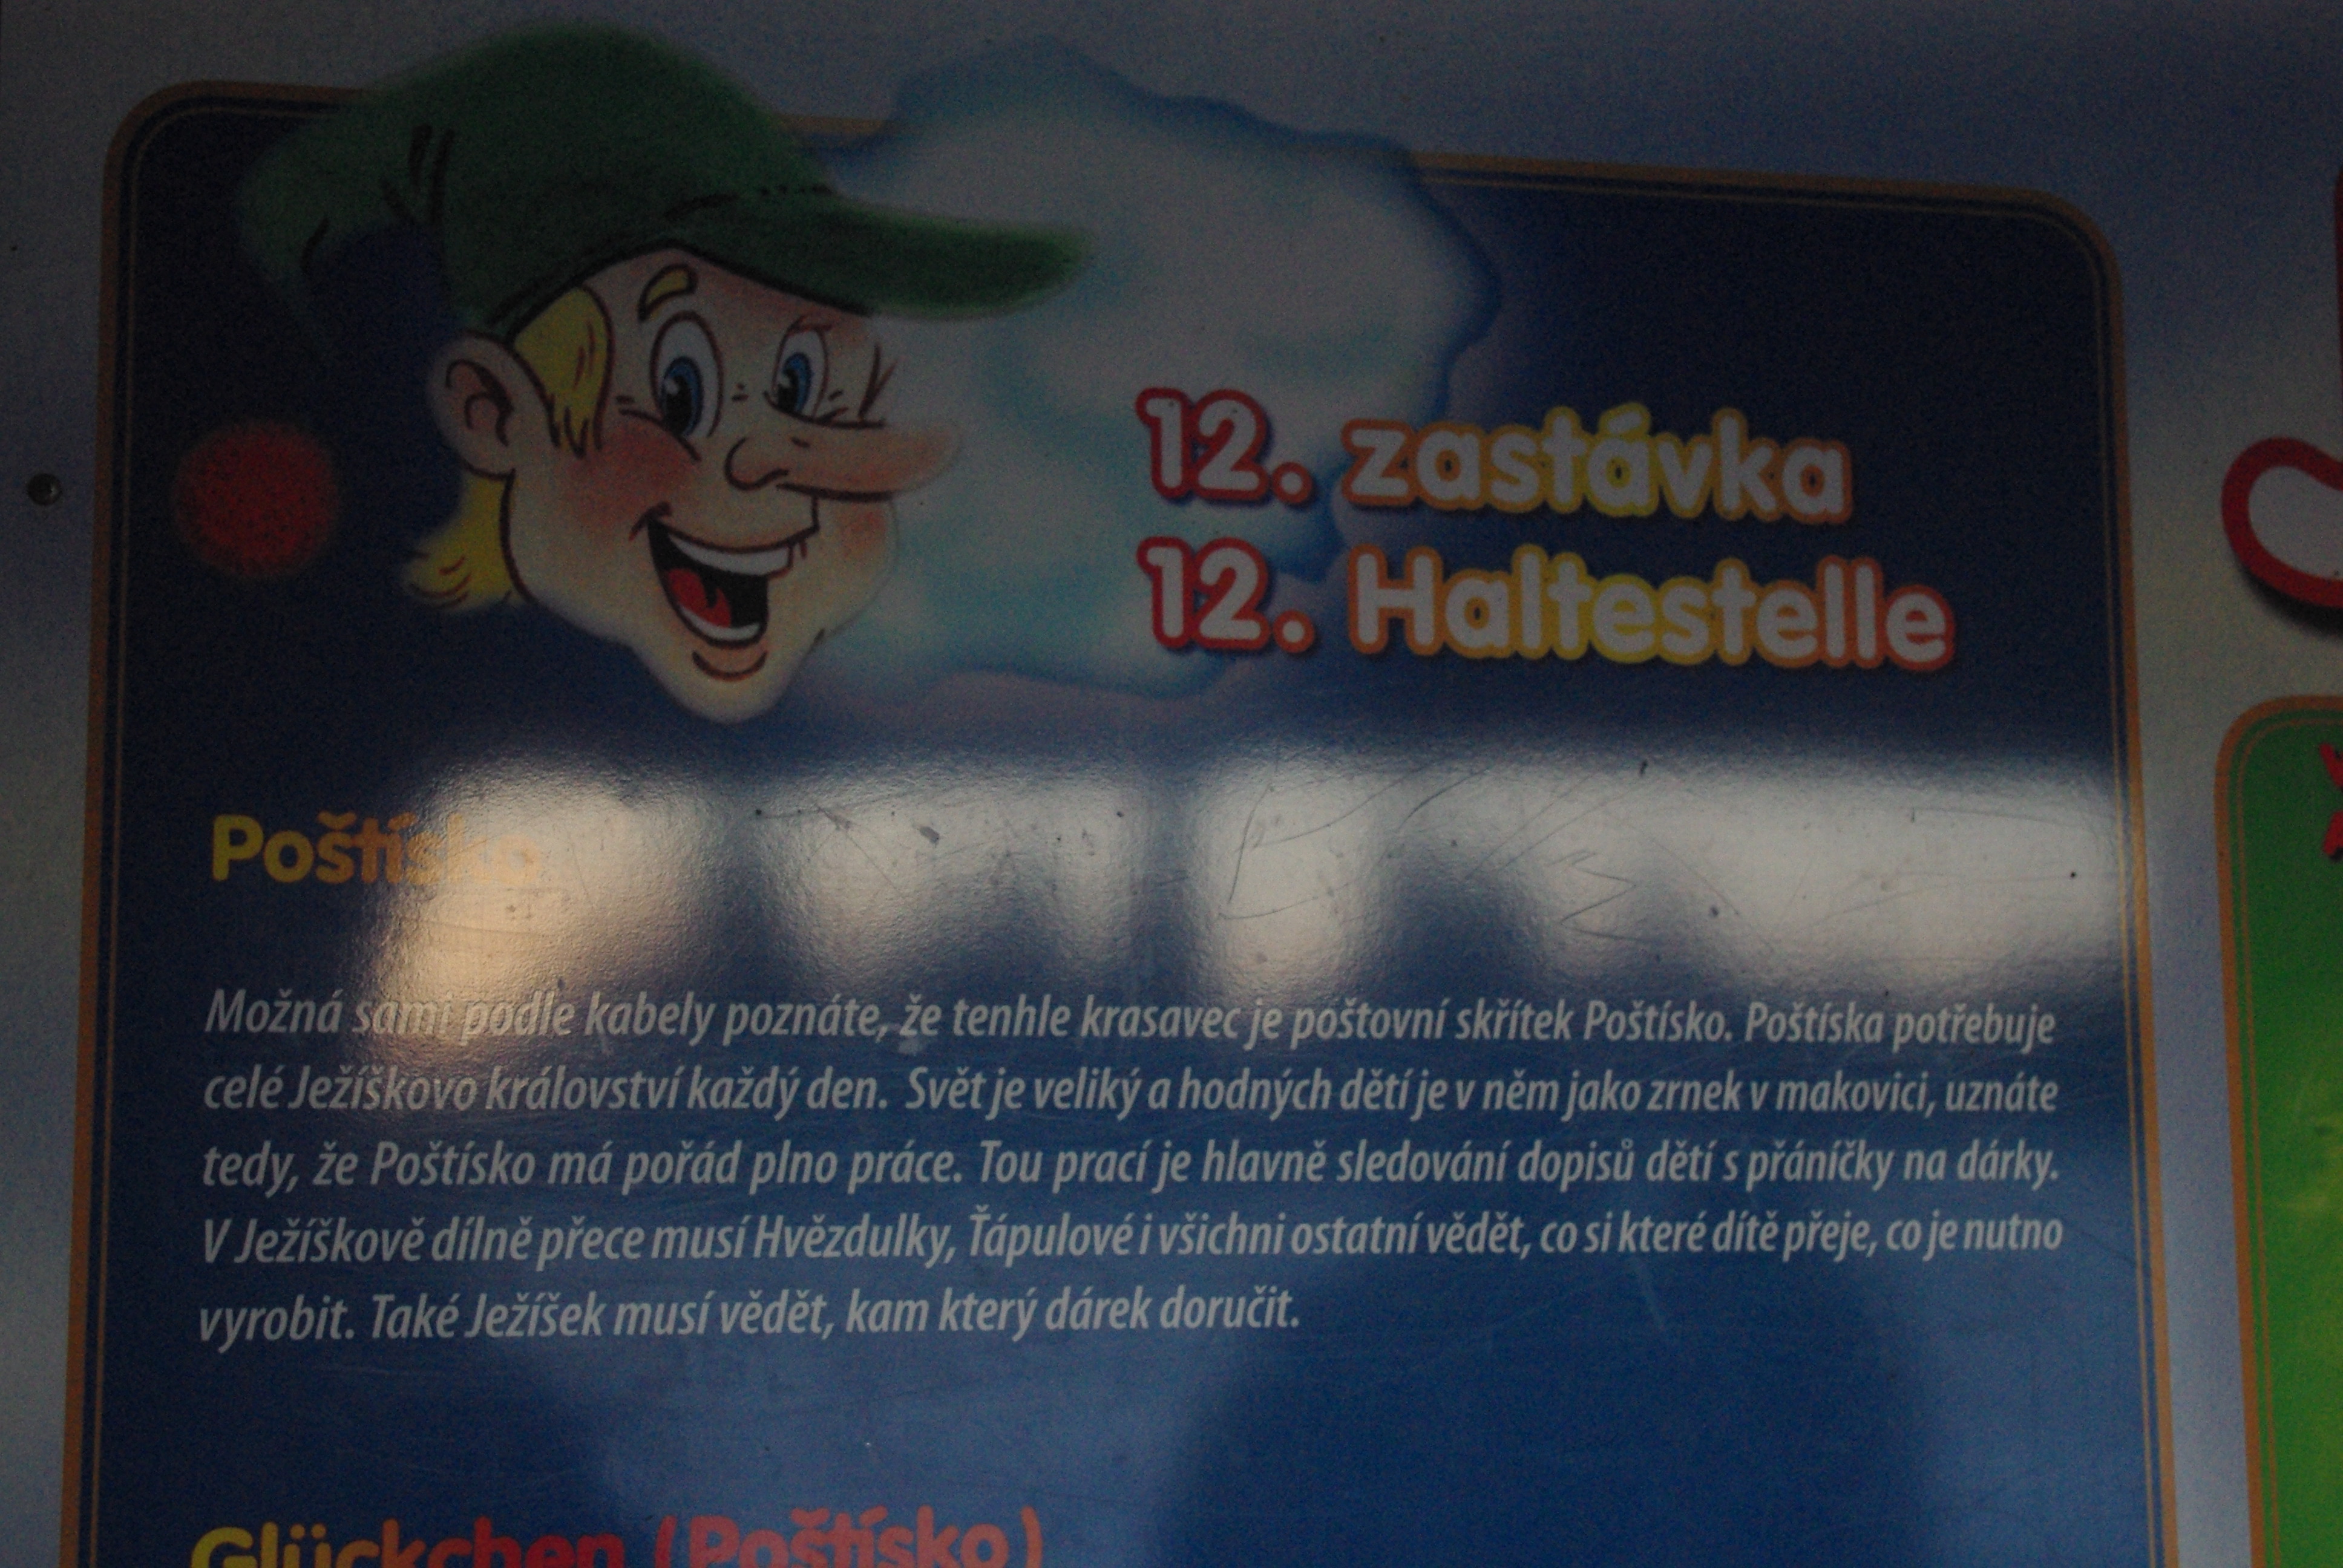 12. zastávka
12. Haltestelle
Poštísko
Možná sami podle kabely poznáte, že tenhle krasavec je poštovní skřítek Poštísko. Poštíska potřebuje
celé Ježíškovo království každý den. Svět je veliký a hodných dětí je v něm jako zrnek v makovici, uznáte
tedy, že Poštísko má pořád plno práce. Tou prací je hlavně sledování dopisů dětí s přáníčky na dárky.
V Ježíškově dílně přece musí Hvězdulky, Ťápulové i všichni ostatní vědět, co si které dítě přeje, co je nutno
vyrobit. Také Ježíšek musí vědět, kam který dárek doručit.
Glückchen (Poštísko)